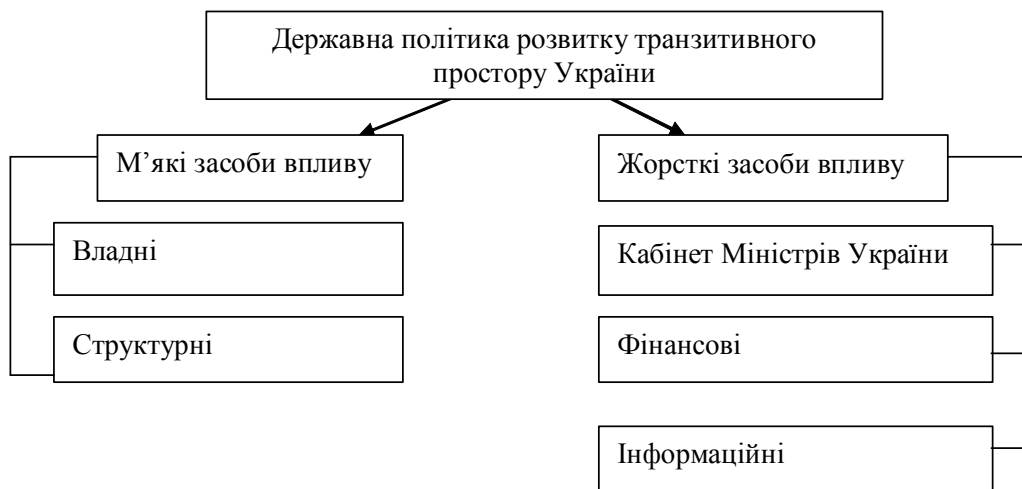 Державна політика розвитку транзитивного
простору України
М’які засоби впливу
Жорсткі засоби впливу
Владні
Кабінет Міністрів України
Структурні
Фінансові
Інформаційні